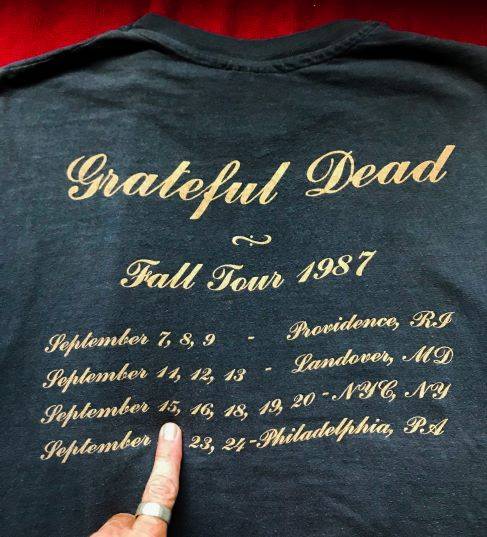 Grateful Dead
Fall Tour 1987
September 7, 8, 9 - Providence, RI
September 11, 12, 13 - Landover, MD
September 15, 16, 18, 19, 20 - NYC, NY
September 23, 24 - Philadelphia, PA